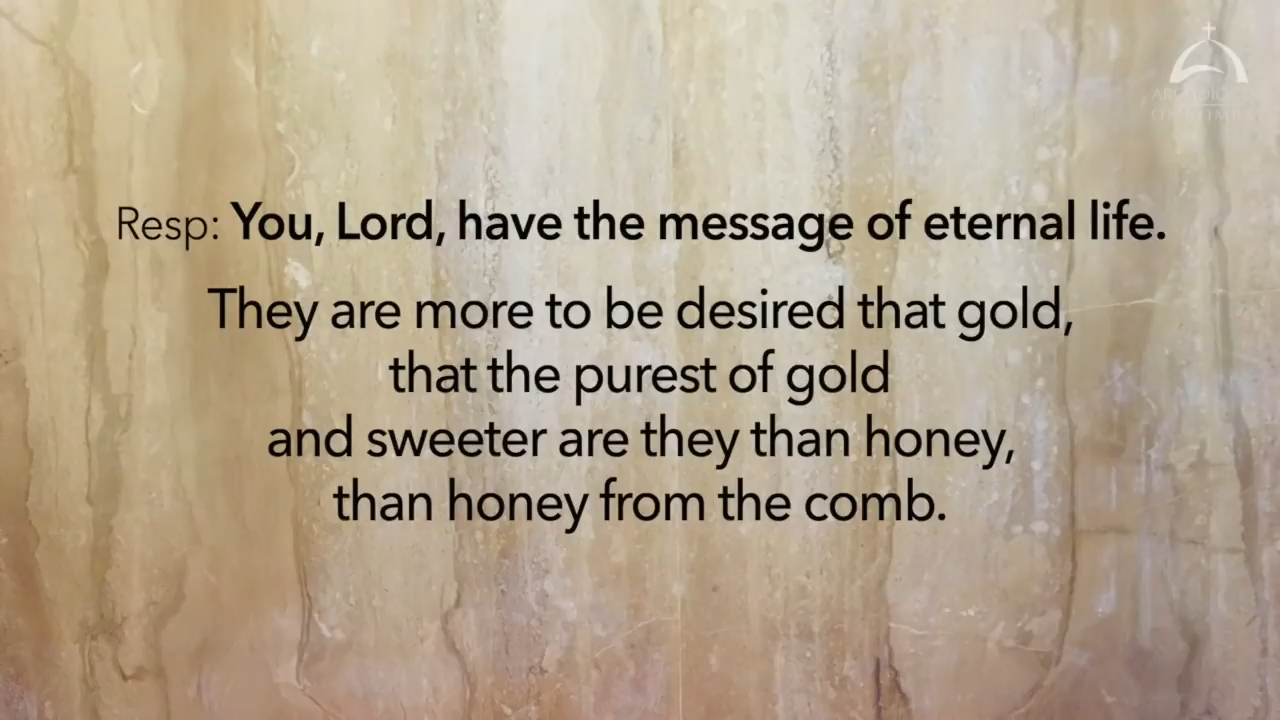 Resp: You, Lord, have the message of eternal life.
They are more to be desired that gold,
that the purest of gold
and sweeter are they than honey,
than honey from the comb.